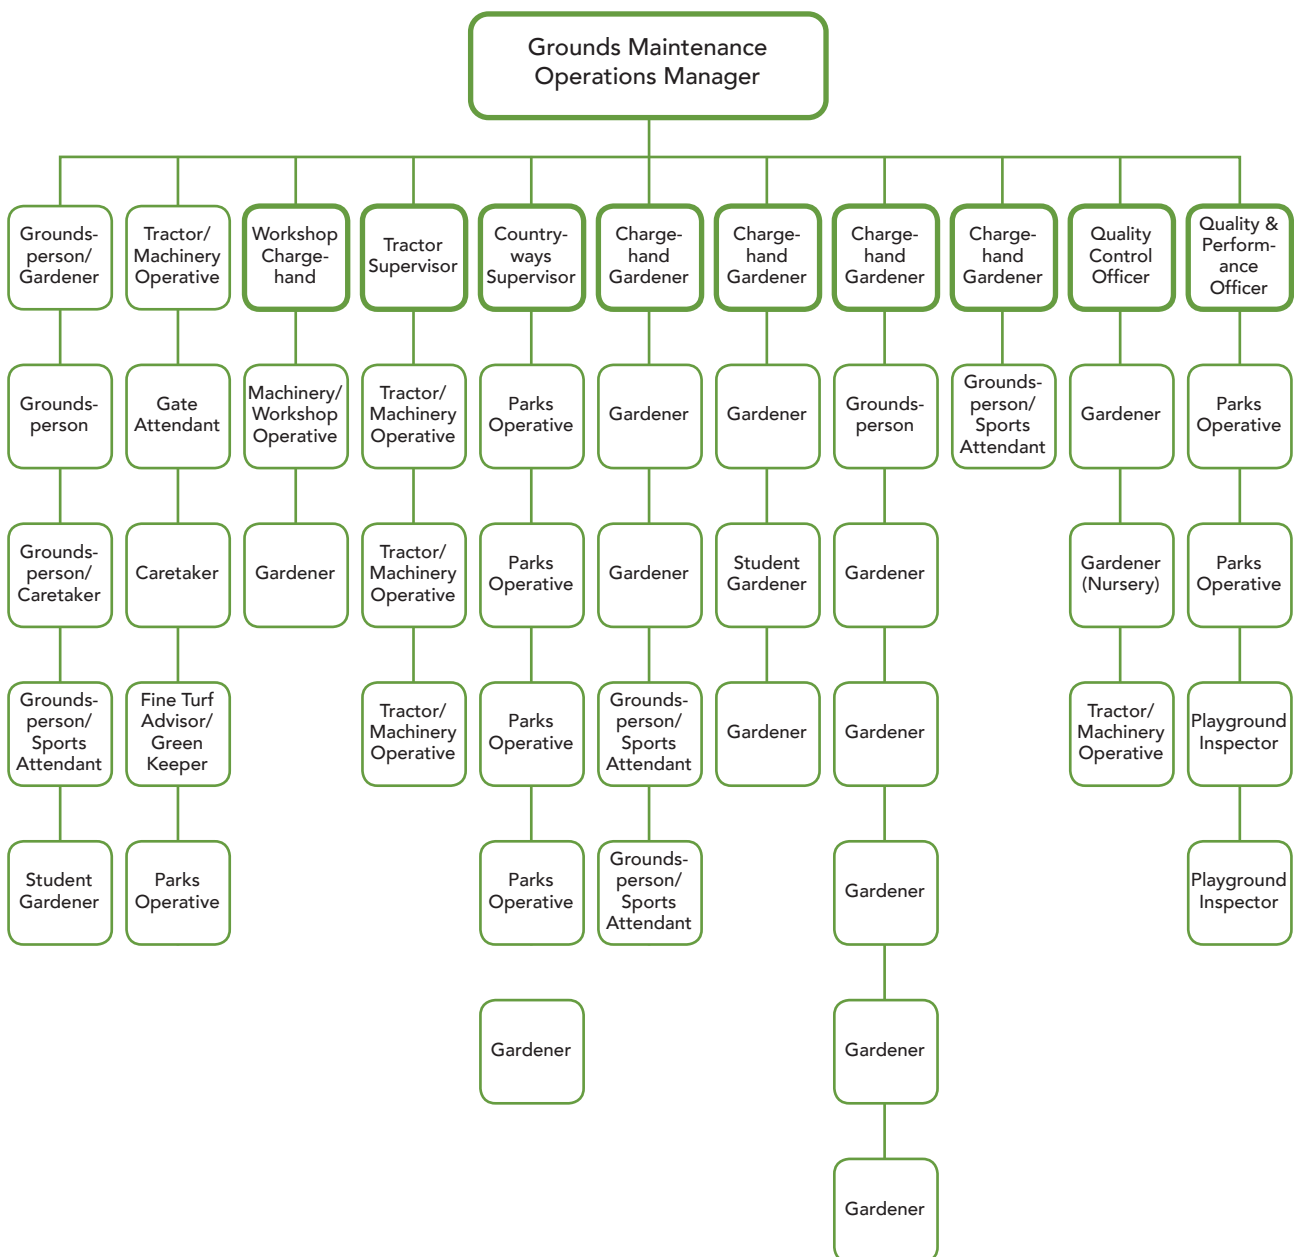 Grounds Maintenance
Operations Manager
Grounds-
person/
Gardener
Tractor/
Machinery
Operative
Workshop
Charge-
hand
Tractor
Supervisor
Country-
ways
Supervisor
Charge-
hand
Gardener
Charge-
hand
Gardener
Charge-
hand
Gardener
Charge-
hand
Gardener
Quality
Control
Officer
Quality &
Perform-
ance
Officer
Grounds-
person
Gate
Attendant
Machinery/
Workshop
Operative
Tractor/
Machinery
Operative
Parks
Operative
Gardener
Gardener
Grounds-
person
Grounds-
person/
Sports
Attendant
Gardener
Parks
Operative
Grounds-
person/
Caretaker
Caretaker
Gardener
Tractor/
Machinery
Operative
Parks
Operative
Gardener
Student
Gardener
Gardener
Gardener
(Nursery)
Parks
Operative
Grounds-
person/
Sports
Attendant
Fine Turf
Advisor/
Green
Keeper
Tractor/
Machinery
Operative
Parks
Operative
Grounds-
person/
Sports
Attendant
Gardener
Gardener
Tractor/
Machinery
Operative
Playground
Inspector
Student
Gardener
Parks
Operative
Parks
Operative
Grounds-
person/
Sports
Attendant
Gardener
Playground
Inspector
Gardener
Gardener
Gardener